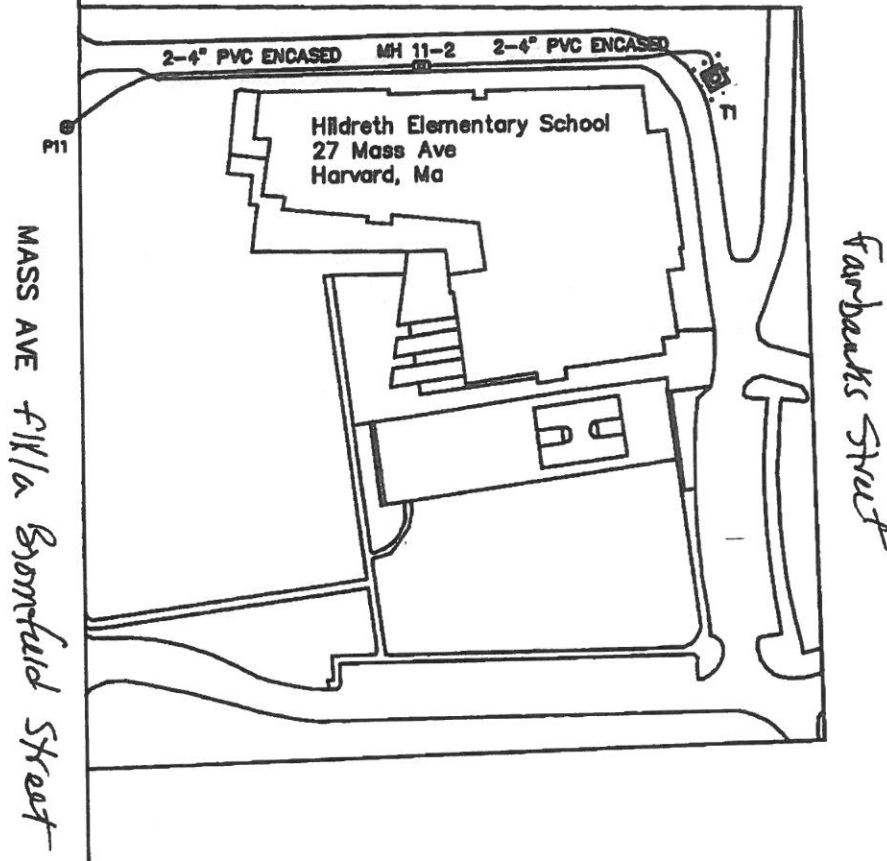 2-4" PVC ENCASED
MH 11-2
2-4" PVC ENCASED
T1
P11
Hildreth Elementary School
27 Mass Ave
Harvard, Ma
Fairbanks Street
MASS AVE f/k/a Bromfield Street